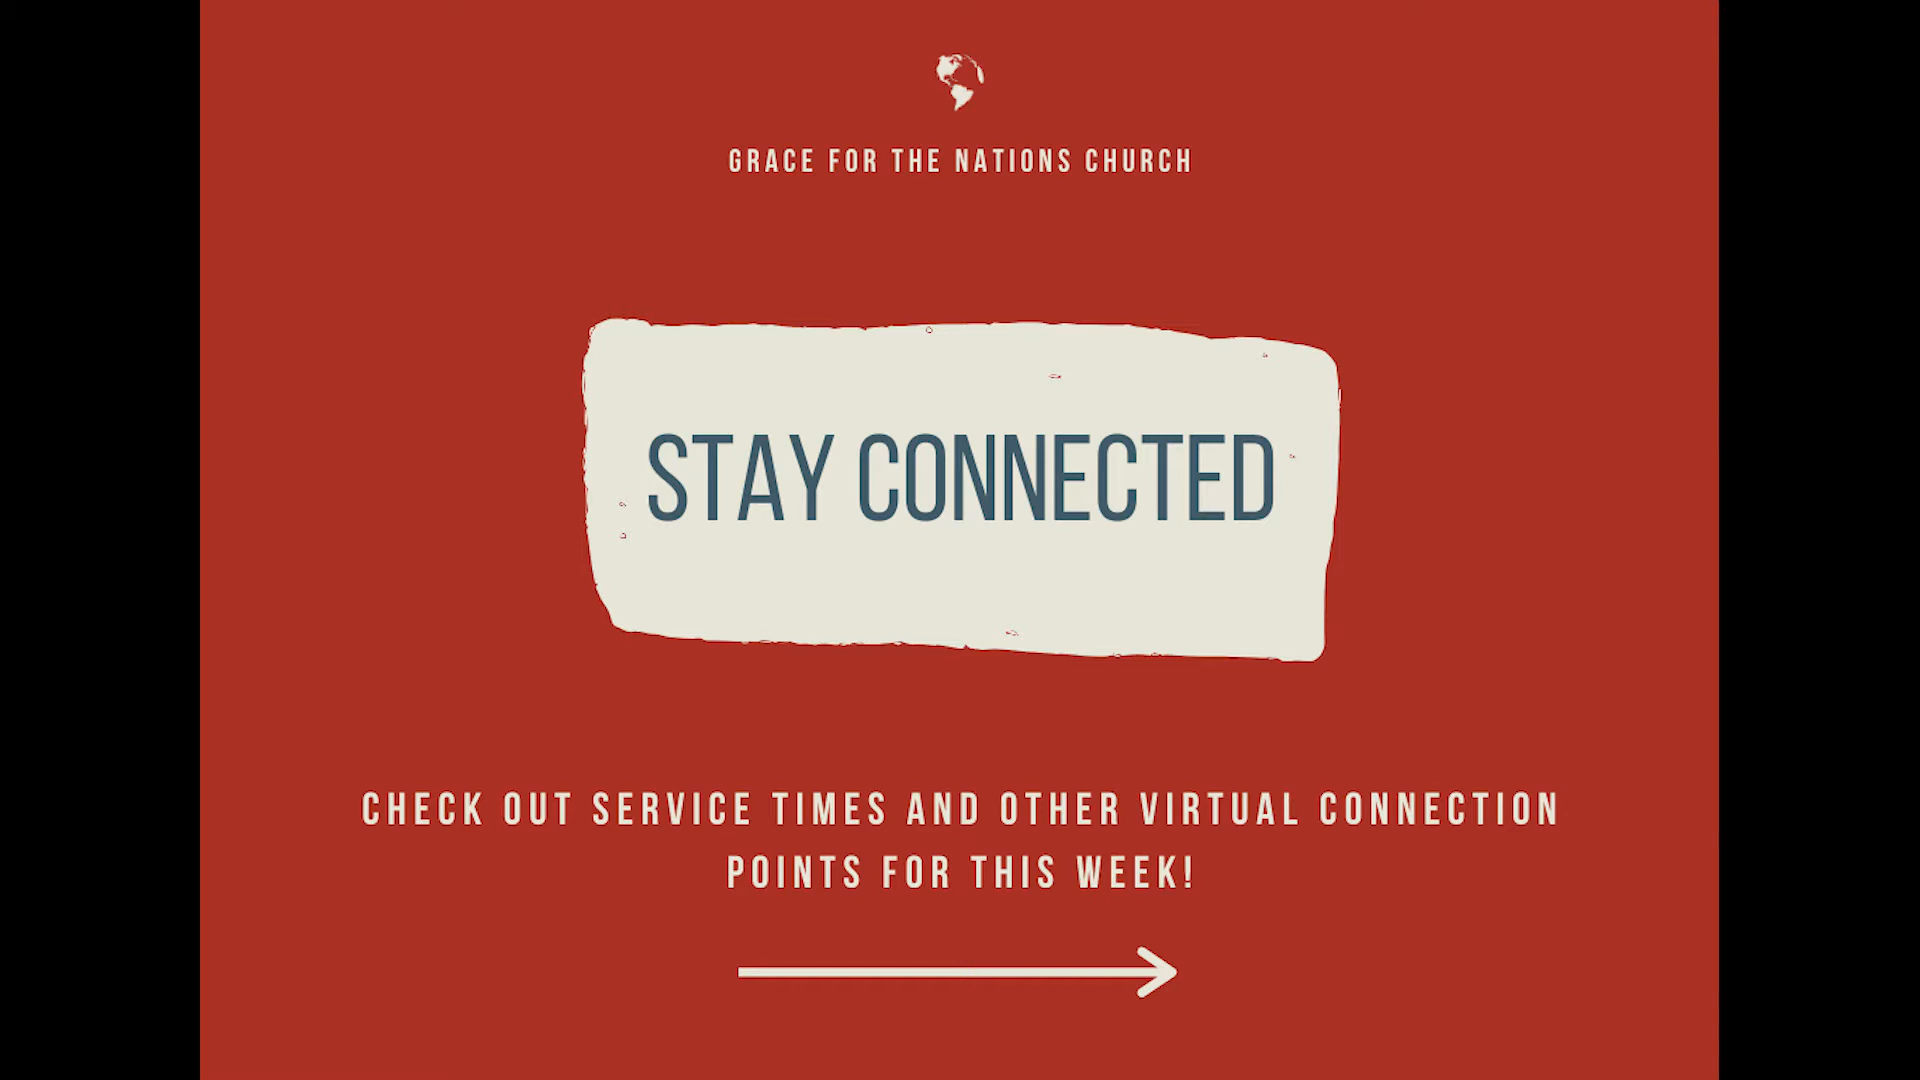 GRACE FOR THE NATIONS CHURCH
STAY CONNECTED
CHECK OUT SERVICE TIMES AND OTHER VIRTUAL CONNECTION
POINTS FOR THIS WEEK!